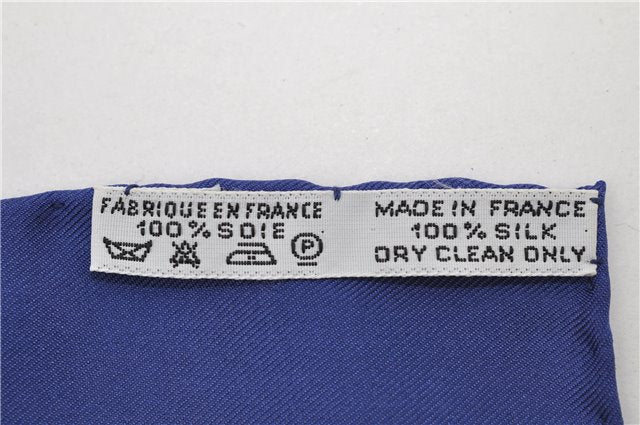 FABRIQUE EN FRANCE
100% SOIE
P
MADE IN FRANCE
100% SILK
DRY CLEAN ONLY